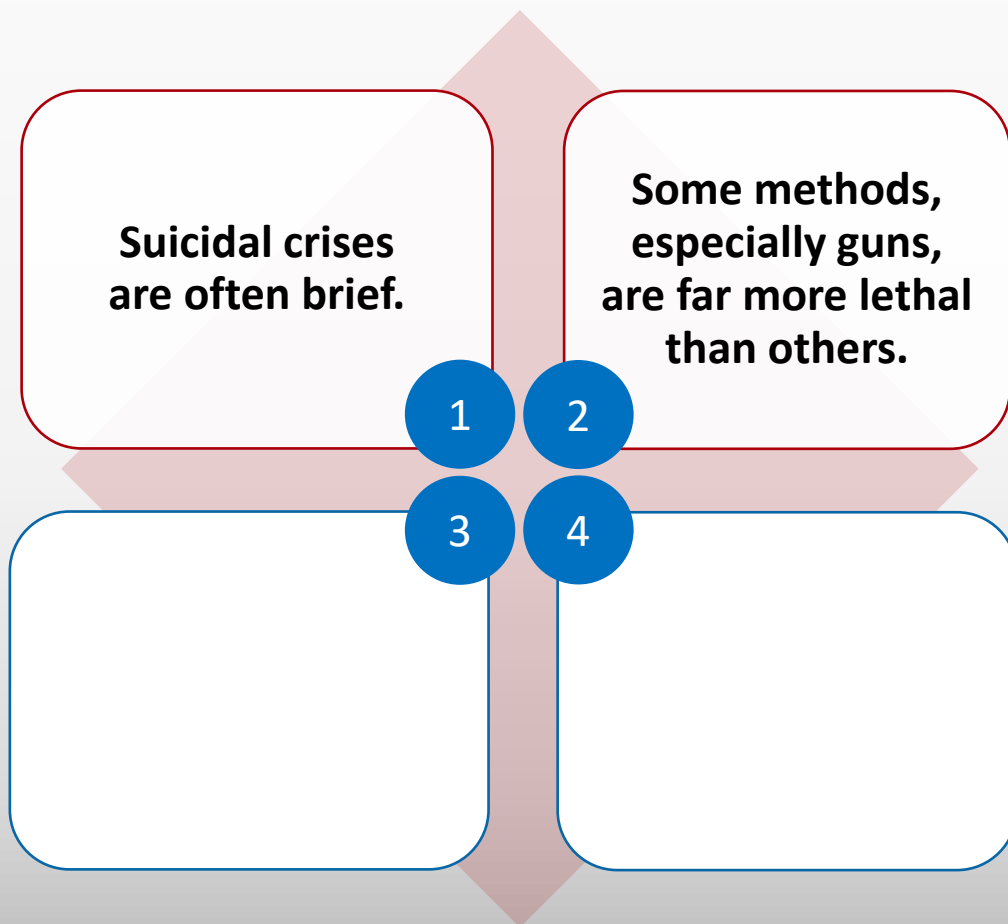 Suicidal crises
are often brief.
Some methods,
especially guns,
are far more lethal
than others.
1
2
3
4